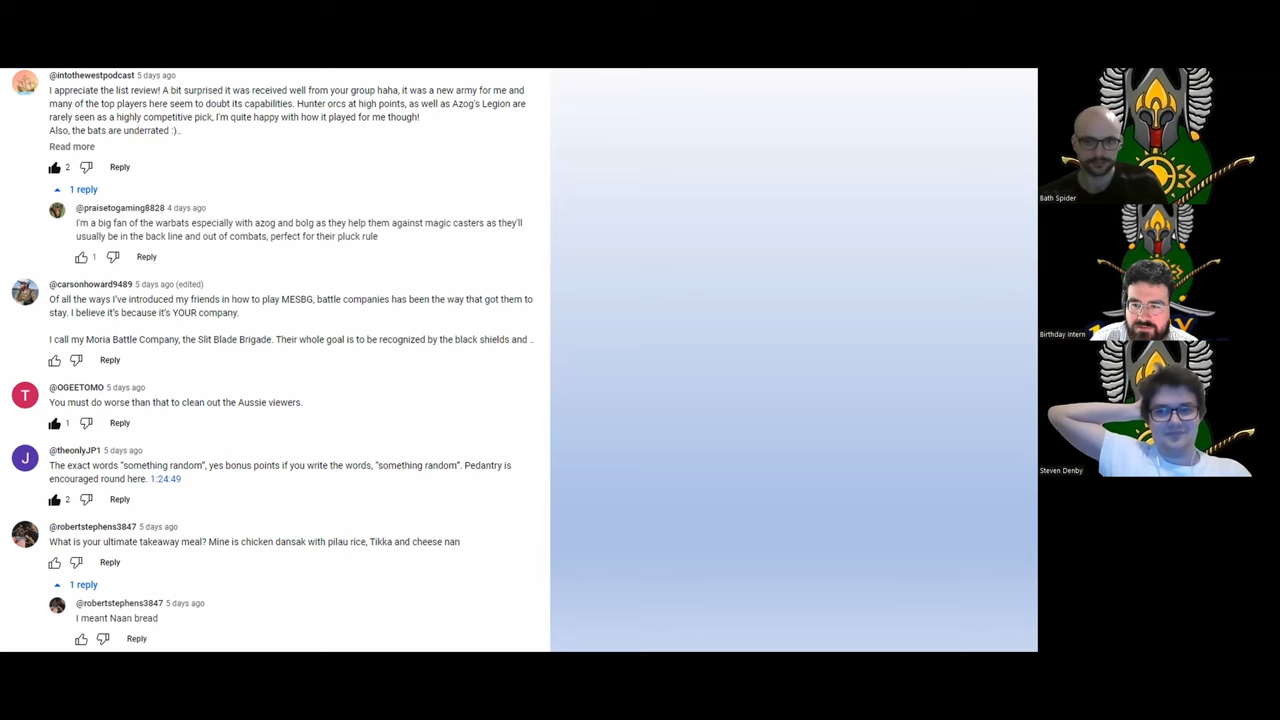 @intothewestpodcast 5 days ago
I appreciate the list review! A bit surprised it was received well from your group haha, it was a new army for me and
many of the top players here seem to doubt its capabilities. Hunter orcs at high points, as well as Azog's Legion are
rarely seen as a highly competitive pick, I'm quite happy with how it played for me though!
Also, the bats are underrated :)..
Read more
2 Reply
1 reply
@praisetogaming8828 4 days ago
I'm a big fan of the warbats especially with azog and bolg as they help them against magic casters as they'll
usually be in the back line and out of combats, perfect for their pluck rule
1 Reply
@carsonhoward9489 5 days ago (edited)
Of all the ways I've introduced my friends in how to play MESBG, battle companies has been the way that got them to
stay. I believe it's because it's YOUR company.
I call my Moria Battle Company, the Slit Blade Brigade. Their whole goal is to be recognized by the black shields and ..
Reply
T
@OGEETOMO 5 days ago
You must do worse than that to clean out the Aussie viewers.
1 Reply
J
@theonlyJP1 5 days ago
The exact words "something random", yes bonus points if you write the words, "something random". Pedantry is
encouraged round here. 1:24:49
2 Reply
@robertstephens3847 5 days ago
What is your ultimate takeaway meal? Mine is chicken dansak with pilau rice, Tikka and cheese nan
Reply
1 reply
@robertstephens3847 5 days ago
I meant Naan bread
Reply
Bath Spider
Birthday Intern
Steven Denby